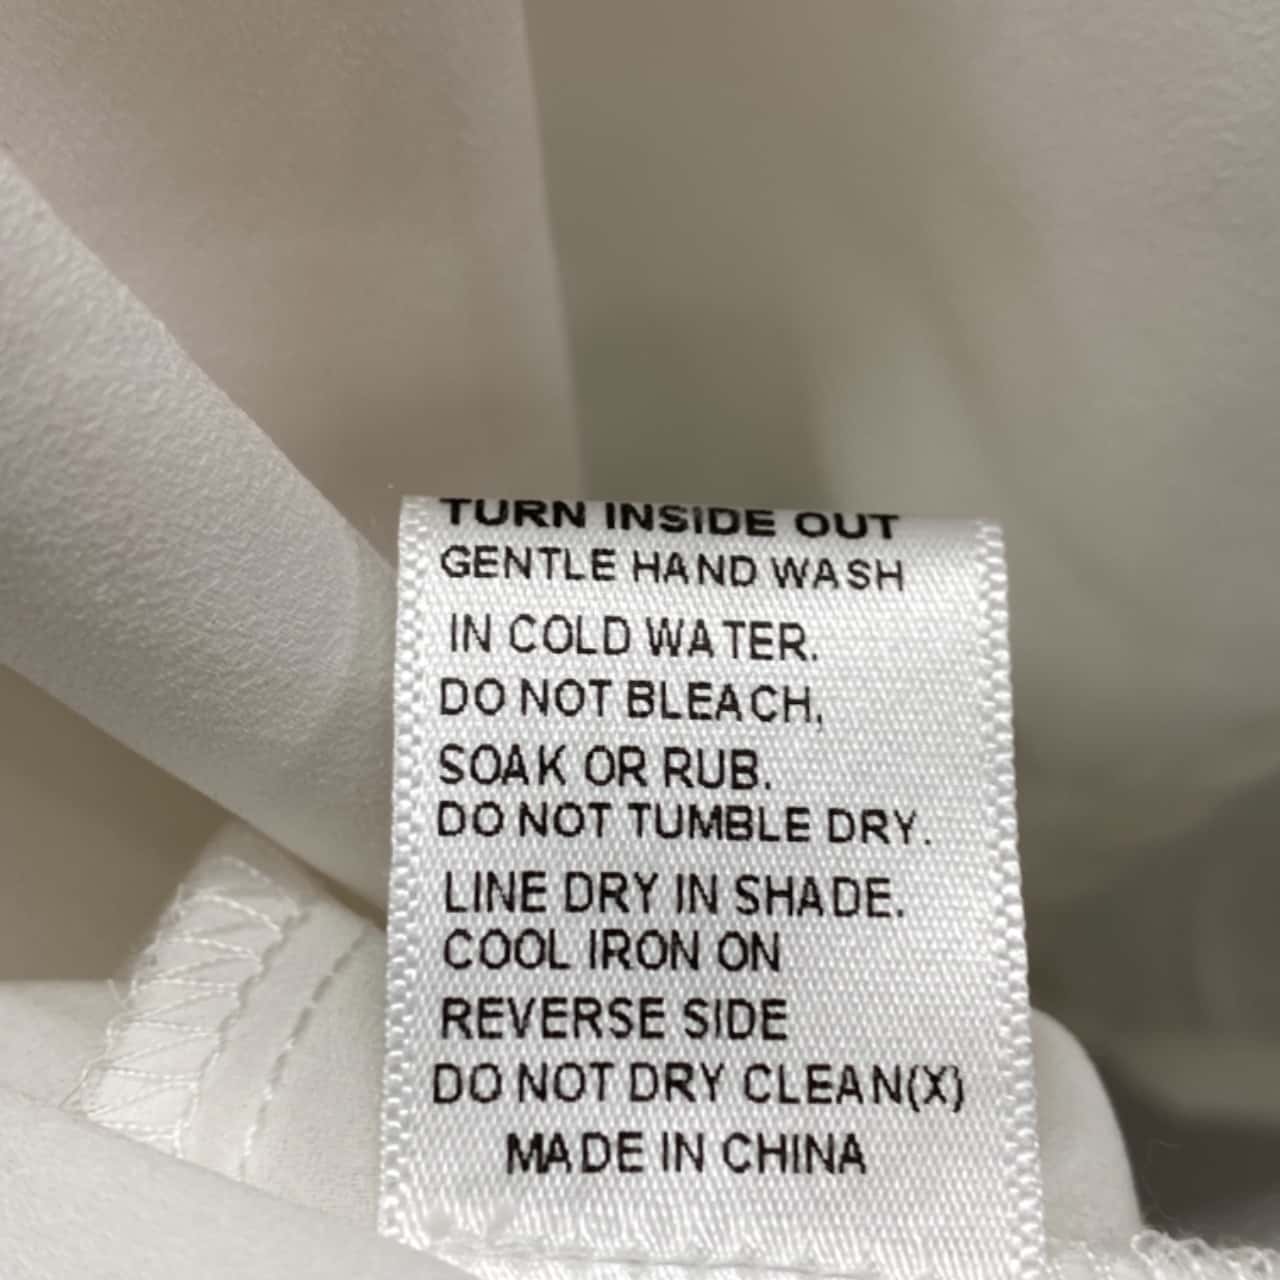 TURN INSIDE OUT
GENTLE HAND WASH
IN COLD WATER.
DO NOT BLEACH,
SOAK OR RUB.
DO NOT TUMBLE DRY.
LINE DRY IN SHADE.
COOL IRON ON
REVERSE SIDE
DO NOT DRY CLEAN(X)
MADE IN CHINA